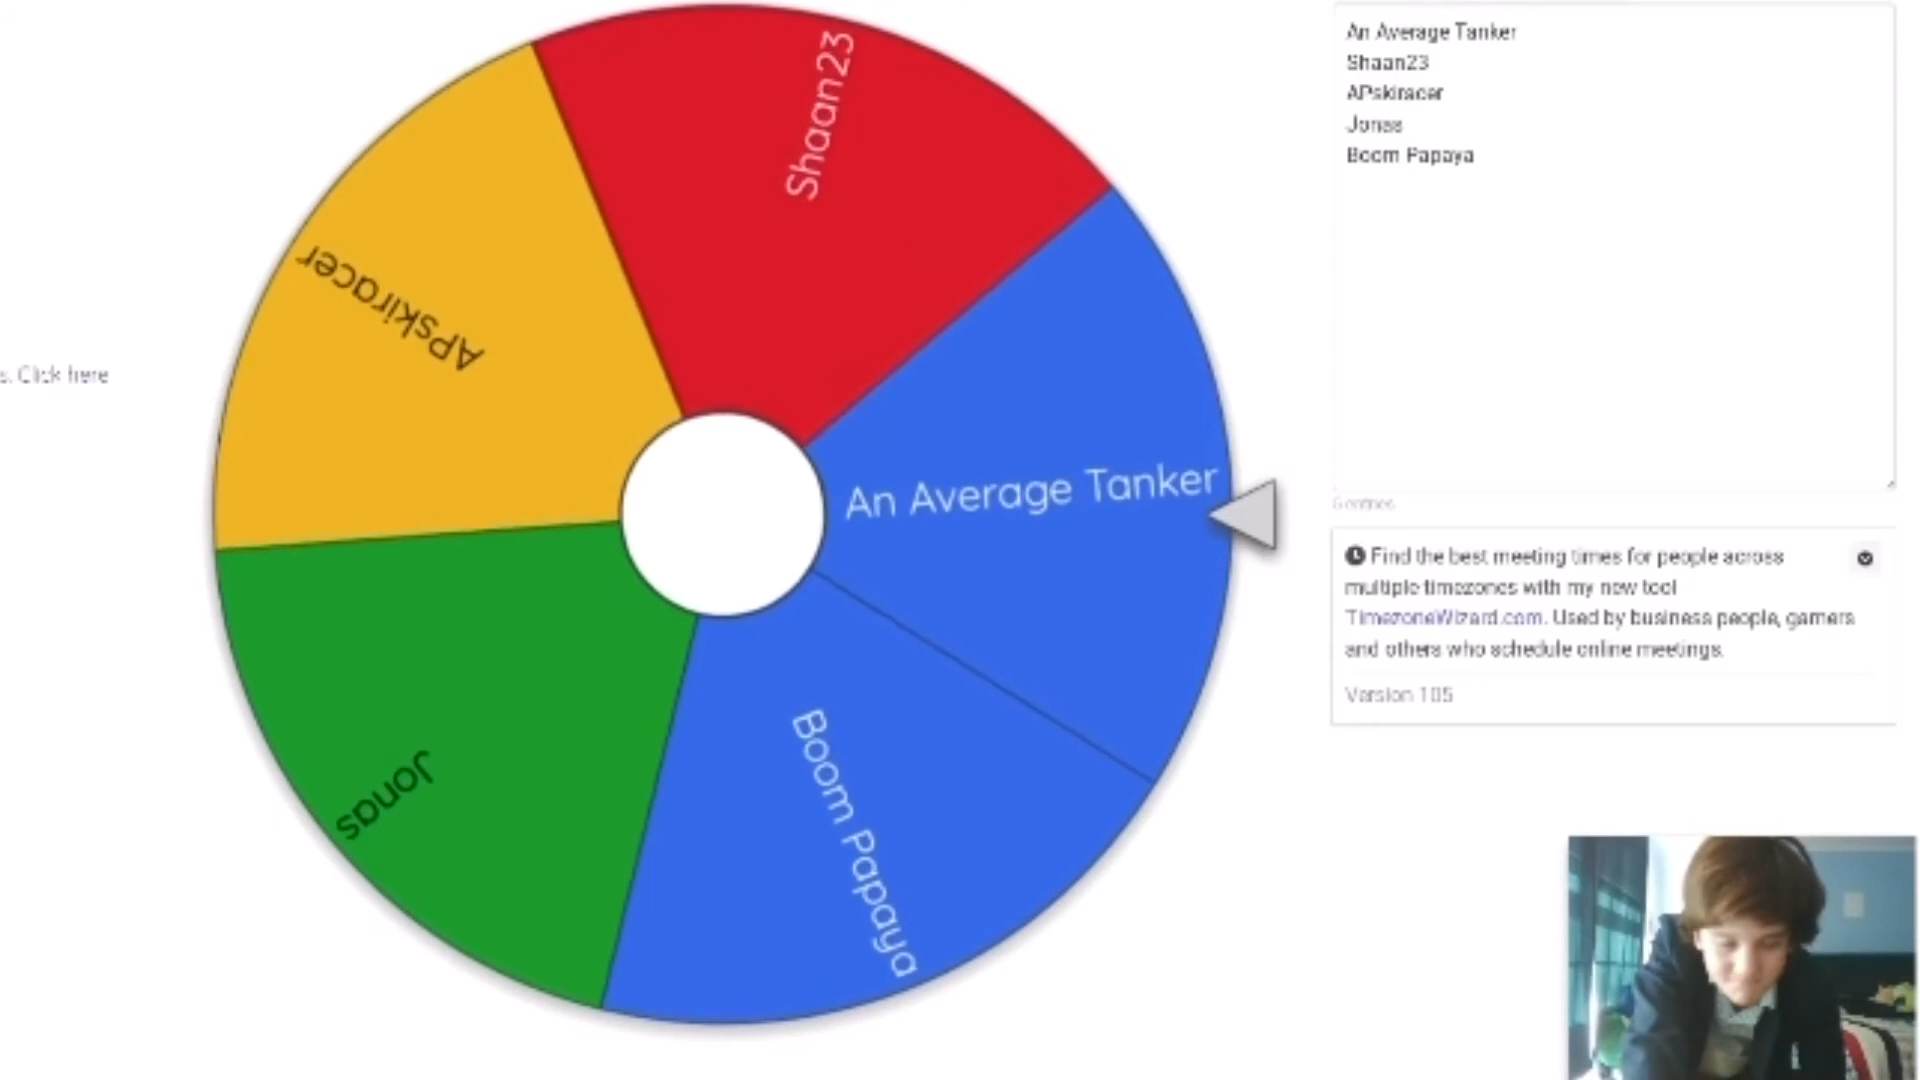 Shaan23
APskiracer
An Average Tanker
Jonas
Boom Papaya
An Average Tanker
Shaan23
APskiracer
Jonas
Boom Papaya
s. Click here
entries
Find the best meeting times for people across
multiple timezones with my new tool
TimezoneWizard.com. Used by business people, gamers
and others who schedule online meetings.
Version 105